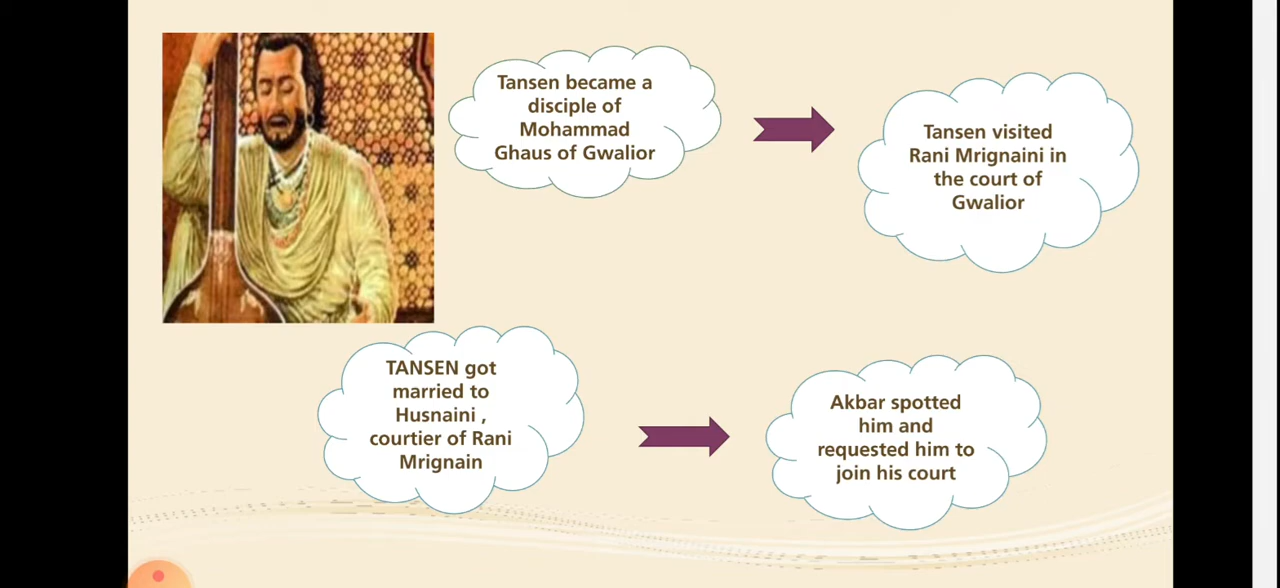 Tansen became a
disciple of
Mohammad
Ghaus of Gwalior
Tansen visited
Rani Mrignaini in
the court of
Gwalior
TANSEN got
married to
Husnaini ,
courtier of Rani
Mrignain
Akbar spotted
him and
requested him to
join his court